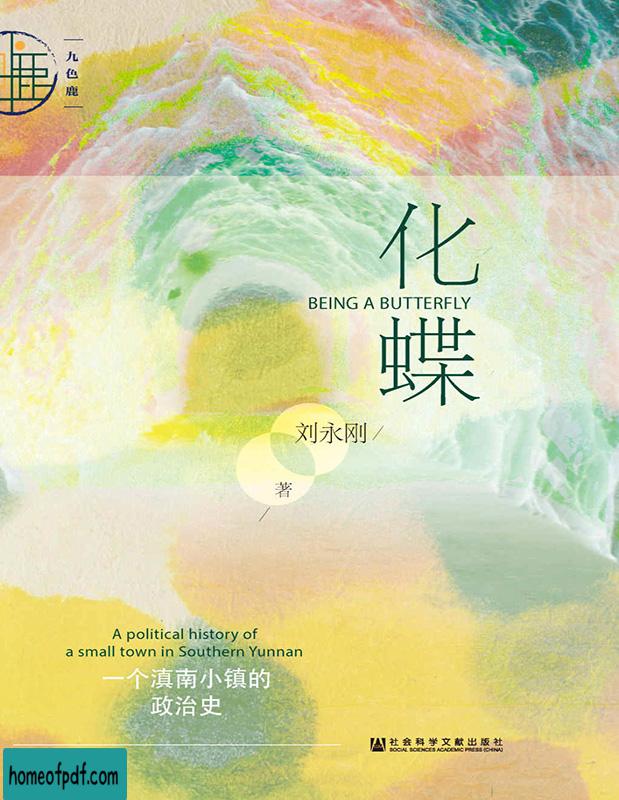 九色鹿
化
BEING A BUTTERFLY
蝶
刘永刚
著
A political history of
a small town in Southern Yunnan
一个滇南小镇的
政治史
社会科学文献出版社
SOCIAL SCIENCES ACADEMIC PRESS (CHINA)
homeofpdf.com